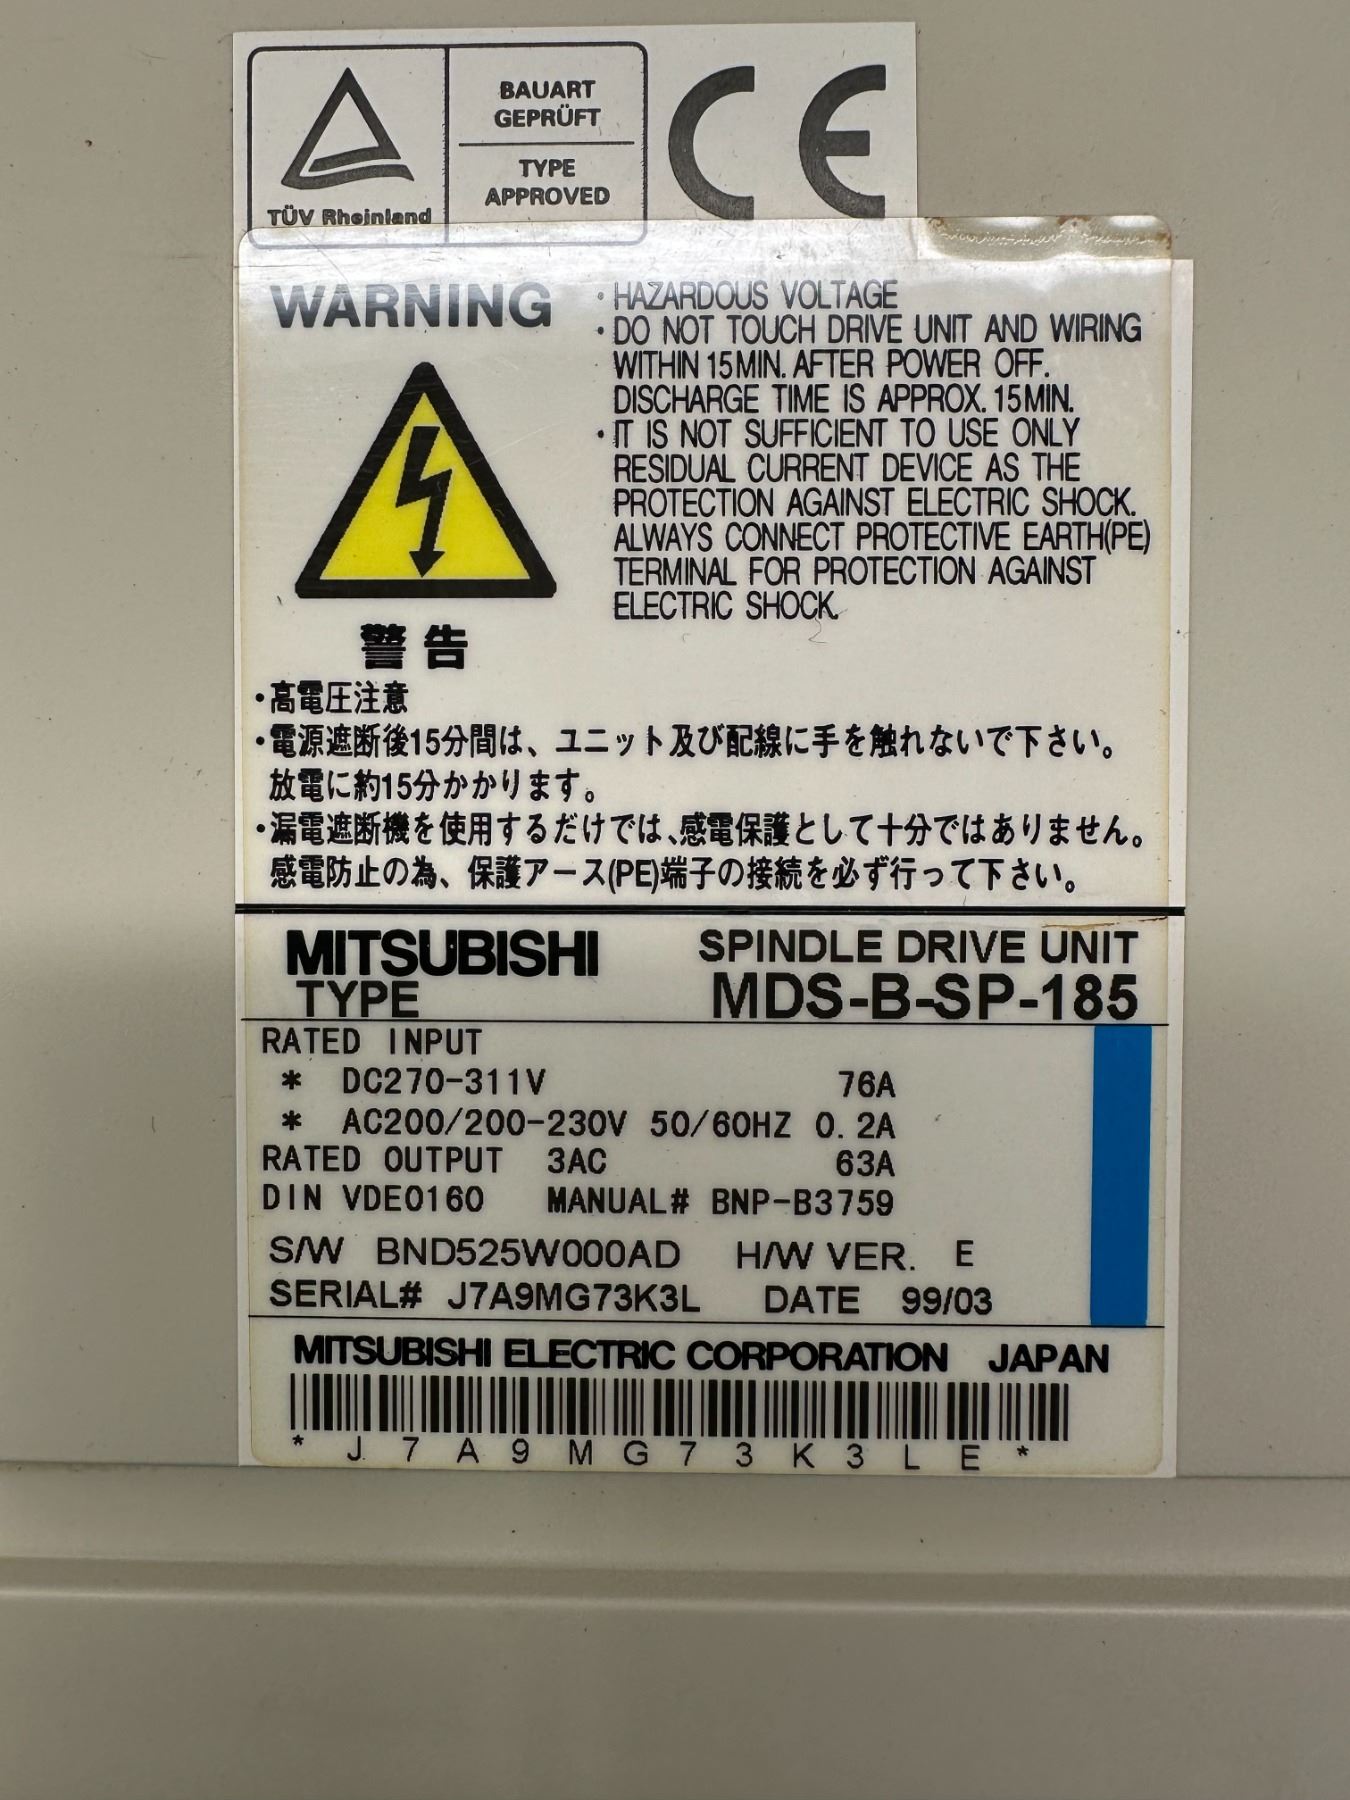 BAUART
GEPRÜFT
TYPE
APPROVED
TÜV Rheinland
CE
WARNING
・HAZARDOUS VOLTAGE
・DO NOT TOUCH DRIVE UNIT AND WIRING
WITHIN 15MIN. AFTER POWER OFF.
DISCHARGE TIME IS APPROX. 15MIN.
・IT IS NOT SUFFICIENT TO USE ONLY
RESIDUAL CURRENT DEVICE AS THE
PROTECTION AGAINST ELECTRIC SHOCK.
ALWAYS CONNECT PROTECTIVE EARTH(PE)
TERMINAL FOR PROTECTION AGAINST
ELECTRIC SHOCK.
警告
・高電圧注意
・電源遮断後15分間は、ユニット及び配線に手を触れないで下さい。
放電に約15分かかります。
・漏電遮断機を使用するだけでは、感電保護として十分ではありません。
感電防止の為、保護アース(PE)端子の接続を必ず行って下さい。
MITSUBISHI SPINDLE DRIVE UNIT
TYPE MDS-B-SP-185
RATED INPUT
* DC270-311V 76A
* AC200/200-230V 50/60HZ 0.2A
RATED OUTPUT 3AC 63A
DIN VDE0160 MANUAL# BNP-B3759
S/W BND525W000AD H/W VER. E
SERIAL# J7A9MG73K3L DATE 99/03
MITSUBISHI ELECTRIC CORPORATION JAPAN
* J 7 A 9 M G 7 3 K 3 L E *